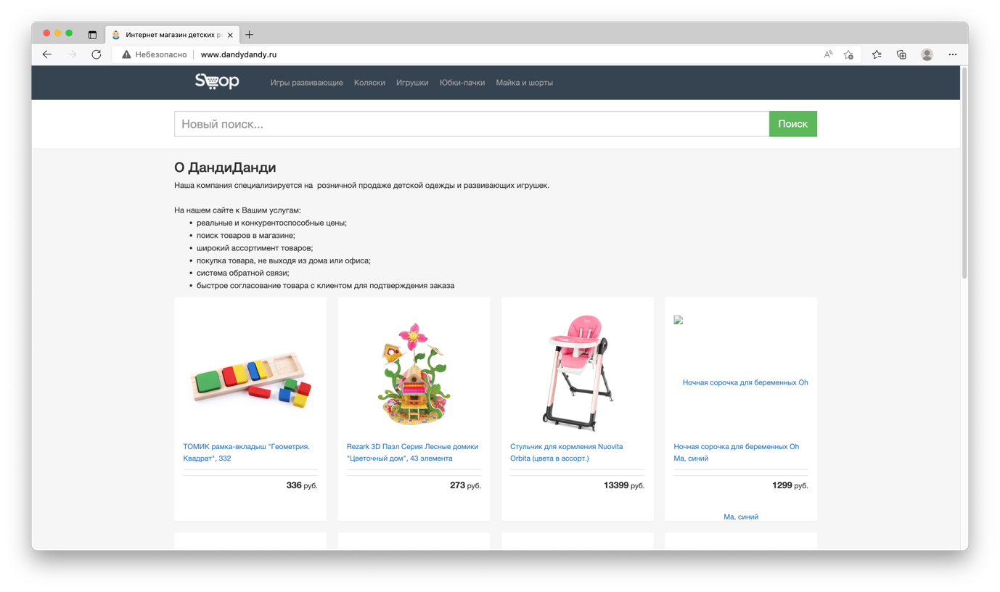 Интернет магазин детских р
Небезопасно
www.dandydandy.ru
Shop
Игры развивающие
Коляски
Игрушки
Юбки-пачки
Майка и шорты
Новый поиск...
Поиск
О ДандиДанди
Наша компания специализируется на розничной продаже детской одежды и развивающих игрушек.
На нашем сайте к Вашим услугам:
• реальные и конкурентоспособные цены;
• поиск товаров в магазине;
• широкий ассортимент товаров;
• покупка товара, не выходя из дома или офиса;
• система обратной связи;
• быстрое согласование товара с клиентом для подтверждения заказа
ТОМИК рамка-вкладыш "Геометрия.
Квадрат", 332
336 руб.
Rezark 3D Пазл Серия Лесные домики
"Цветочный дом", 43 элемента
273 руб.
Стульчик для кормления Nuovita
Orbita (цвета в ассорт.)
13399 руб.
Ночная сорочка для беременных Oh
Ночная сорочка для беременных Oh
Ма, синий
1299 руб.
Ма, синий